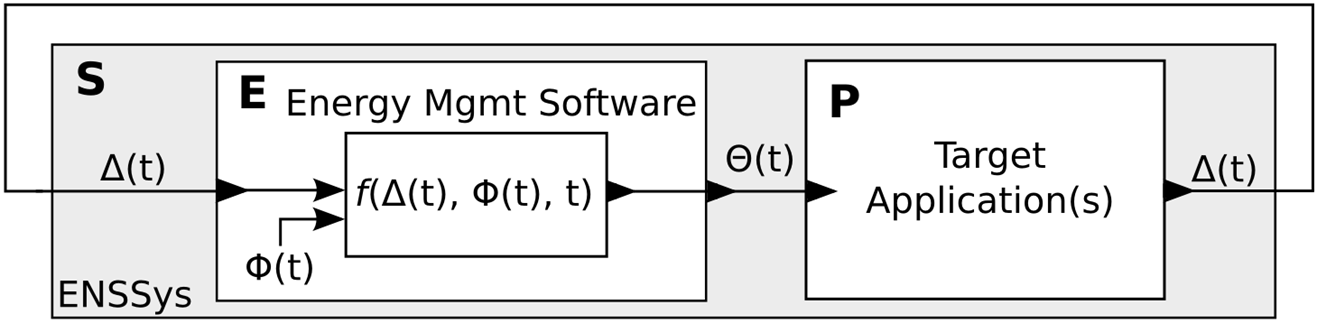 S
E
Energy Mgmt Software
P
Δ(t)
f(Δ(t), Φ(t), t)
Φ(t)
Θ(t)
Target
Application(s)
Δ(t)
ENSSys